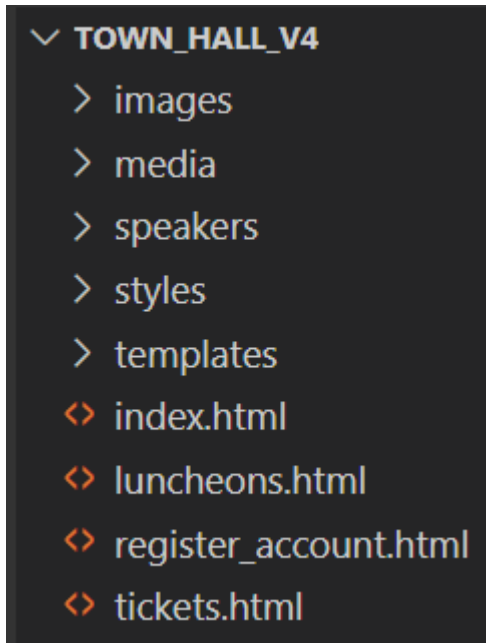 TOWN_HALL_V4
images
media
speakers
styles
templates
index.html
luncheons.html
register_account.html
tickets.html